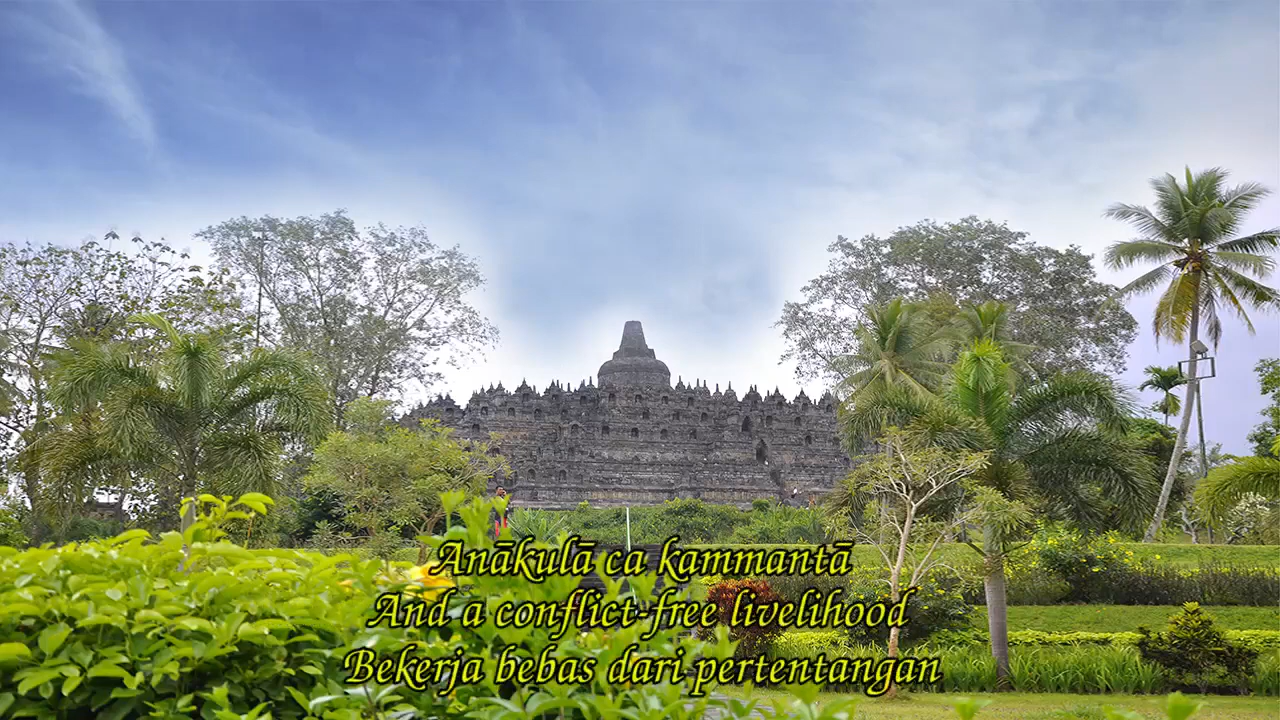 Anākulā ca kammantā
And a conflict-free livelihood
Bekerja bebas dari pertentangan